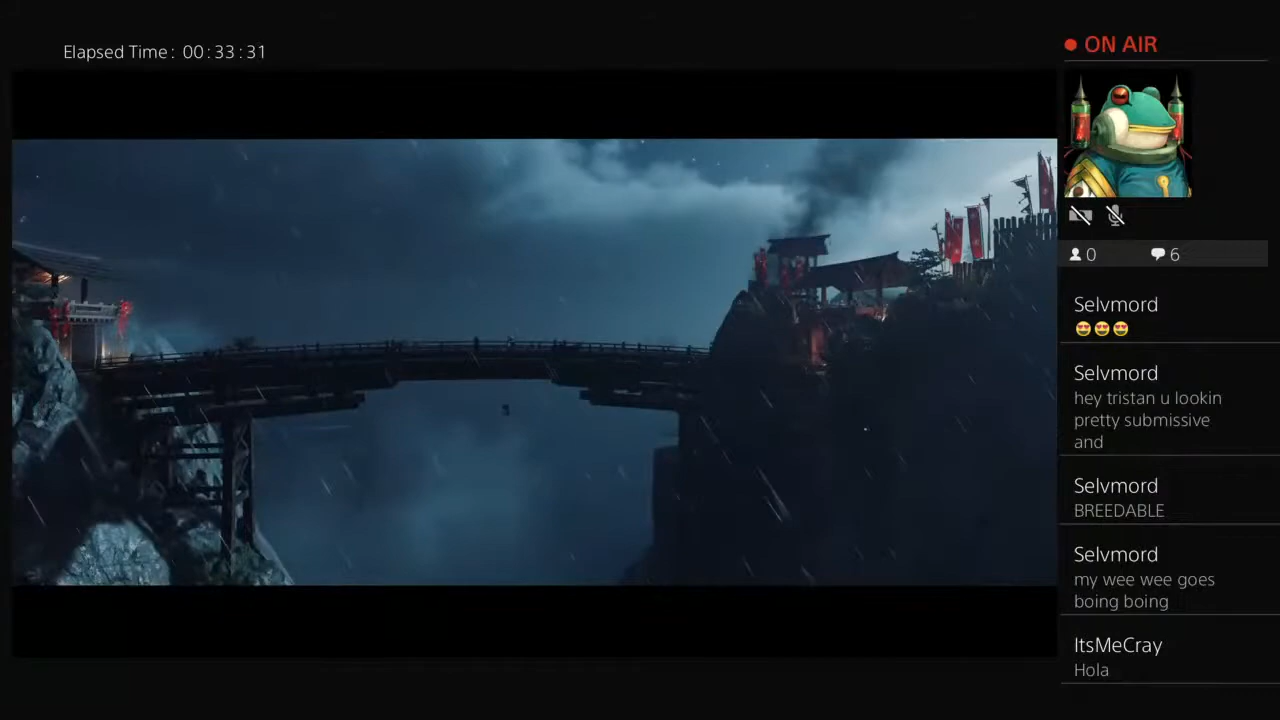 Elapsed Time: 00:33:31
ON AIR
0
6
Selvmord
😍😍😍
Selvmord
hey tristan u lookin
pretty submissive
and
Selvmord
BREEDABLE
Selvmord
my wee wee goes
boing boing
ItsMeCray
Hola